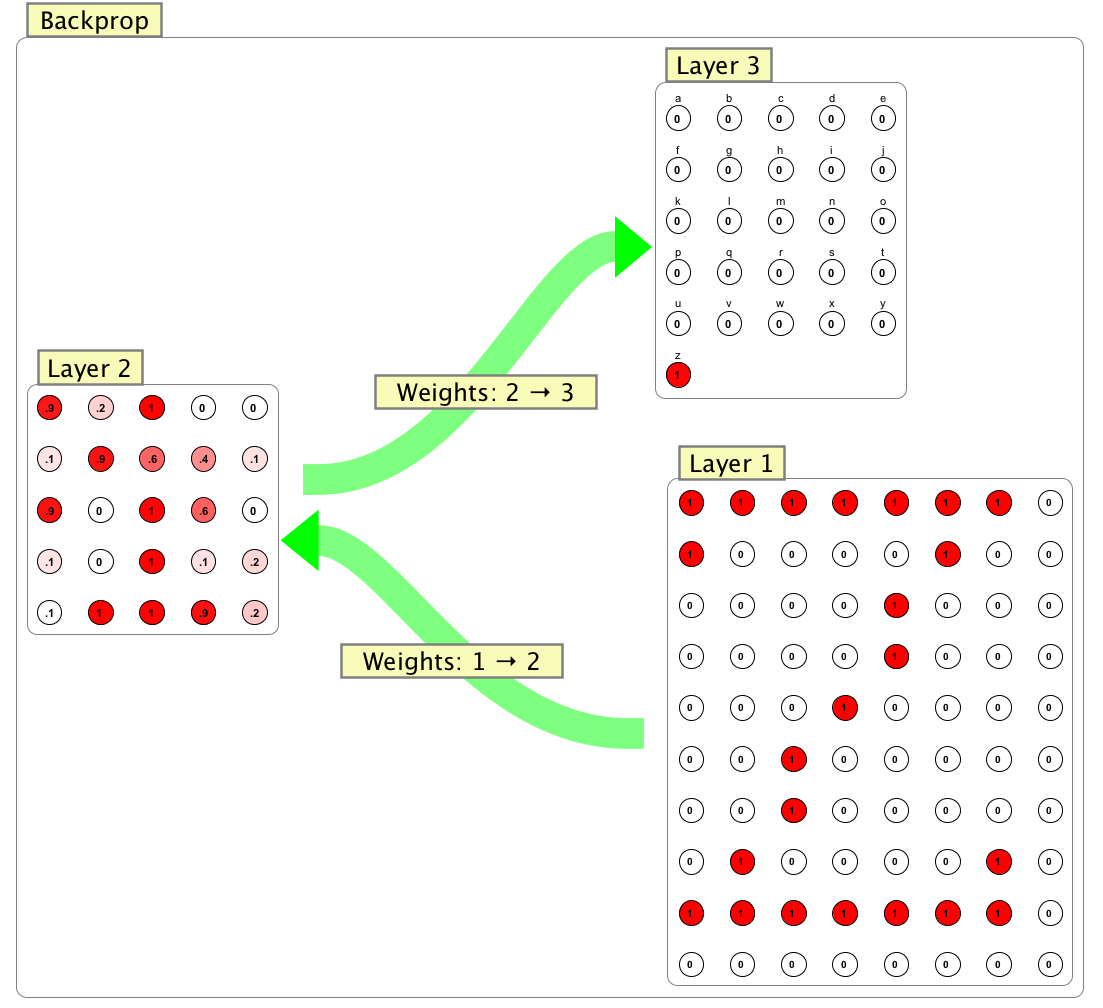 Backprop
Layer 3
a b c d e
0 0 0 0 0
f g h i j
0 0 0 0 0
k l m n o
0 0 0 0 0
p q r s t
0 0 0 0 0
u v w x y
0 0 0 0 0
z
1
Layer 2
.9 .2 1 0 0
.1 .9 .6 .4 .1
.9 0 1 .6 0
.1 0 1 .1 .2
.1 1 1 .9 .2
Weights: 2 → 3
Weights: 1 → 2
Layer 1
1 1 1 1 1 1 1 0
1 0 0 0 0 1 0 0
0 0 0 0 1 0 0 0
0 0 0 0 1 0 0 0
0 0 0 1 0 0 0 0
0 0 1 0 0 0 0 0
0 0 1 0 0 0 0 0
0 1 0 0 0 0 1 0
1 1 1 1 1 1 1 0
0 0 0 0 0 0 0 0